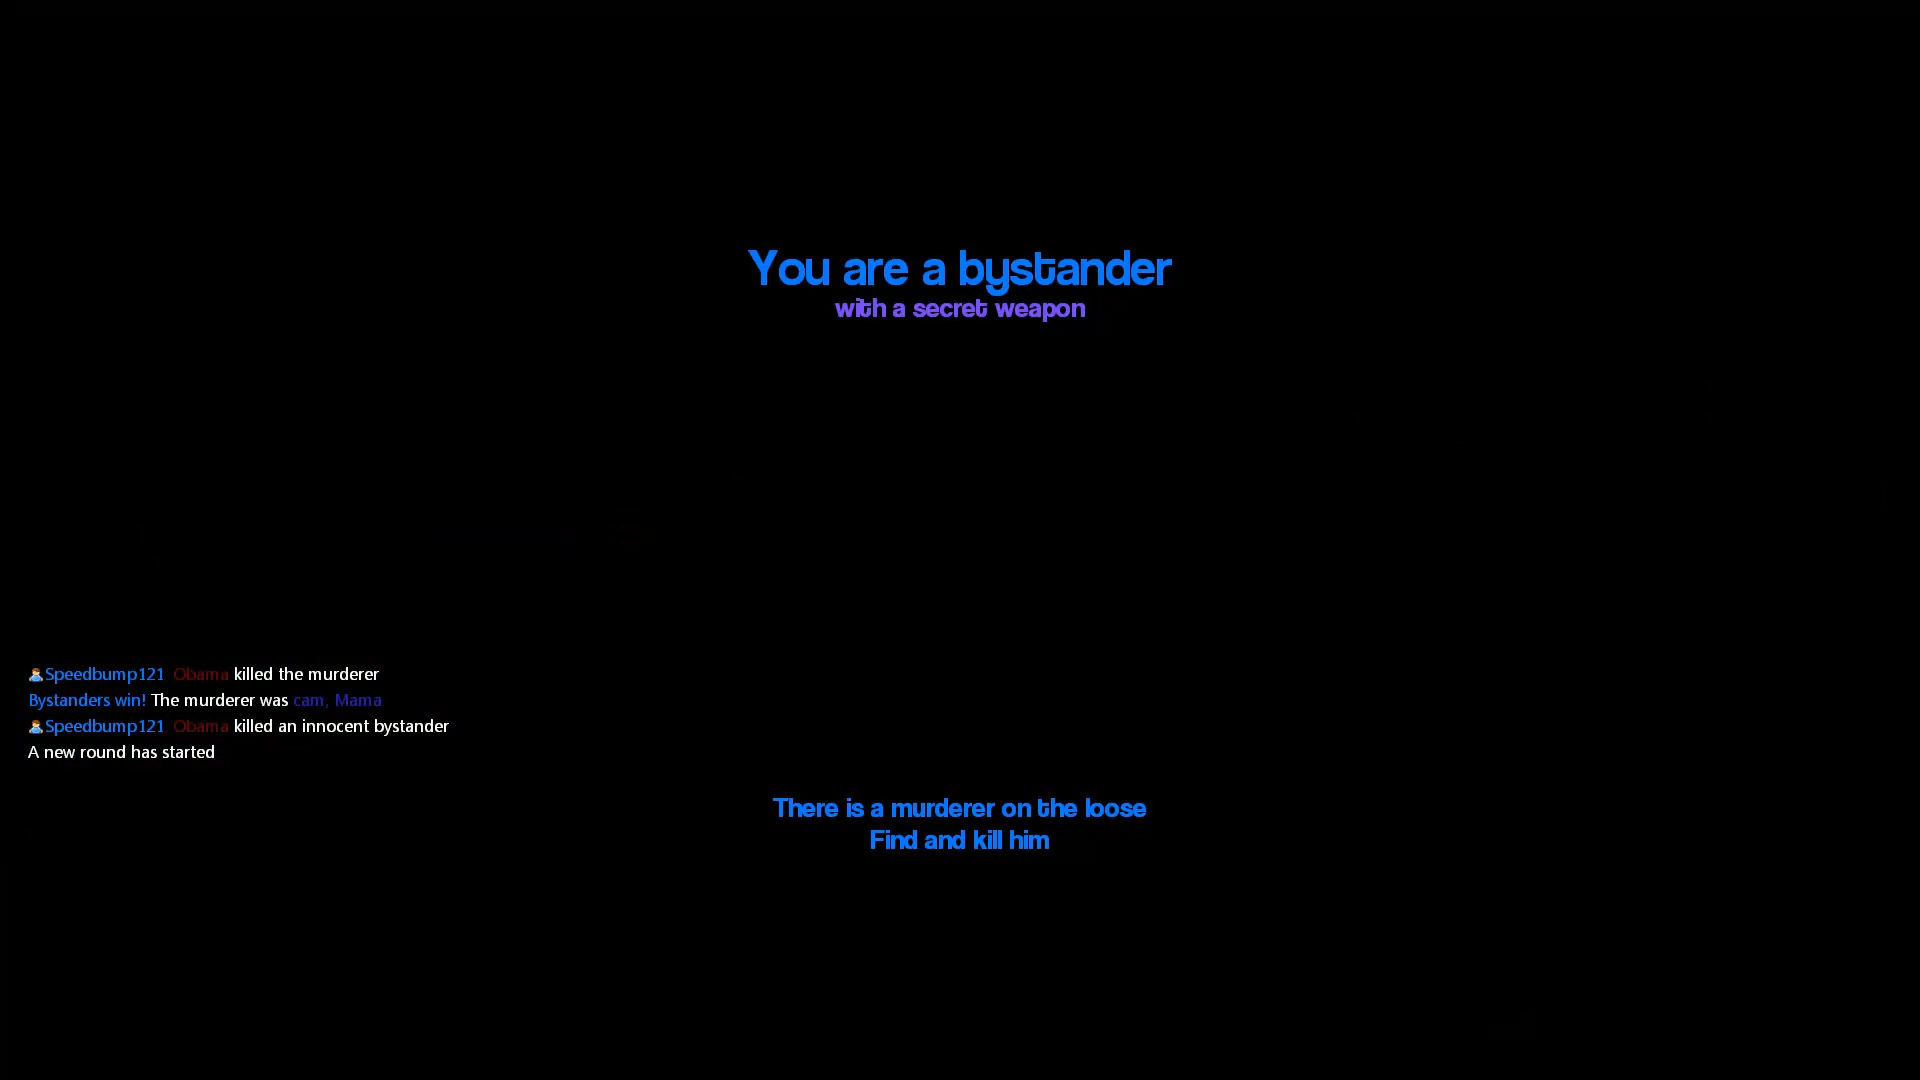 You are a bystander
with a secret weapon
Speedbump121 Obama killed the murderer
Bystanders win! The murderer was cam, Mama
Speedbump121 Obama killed an innocent bystander
A new round has started
There is a murderer on the loose
Find and kill him